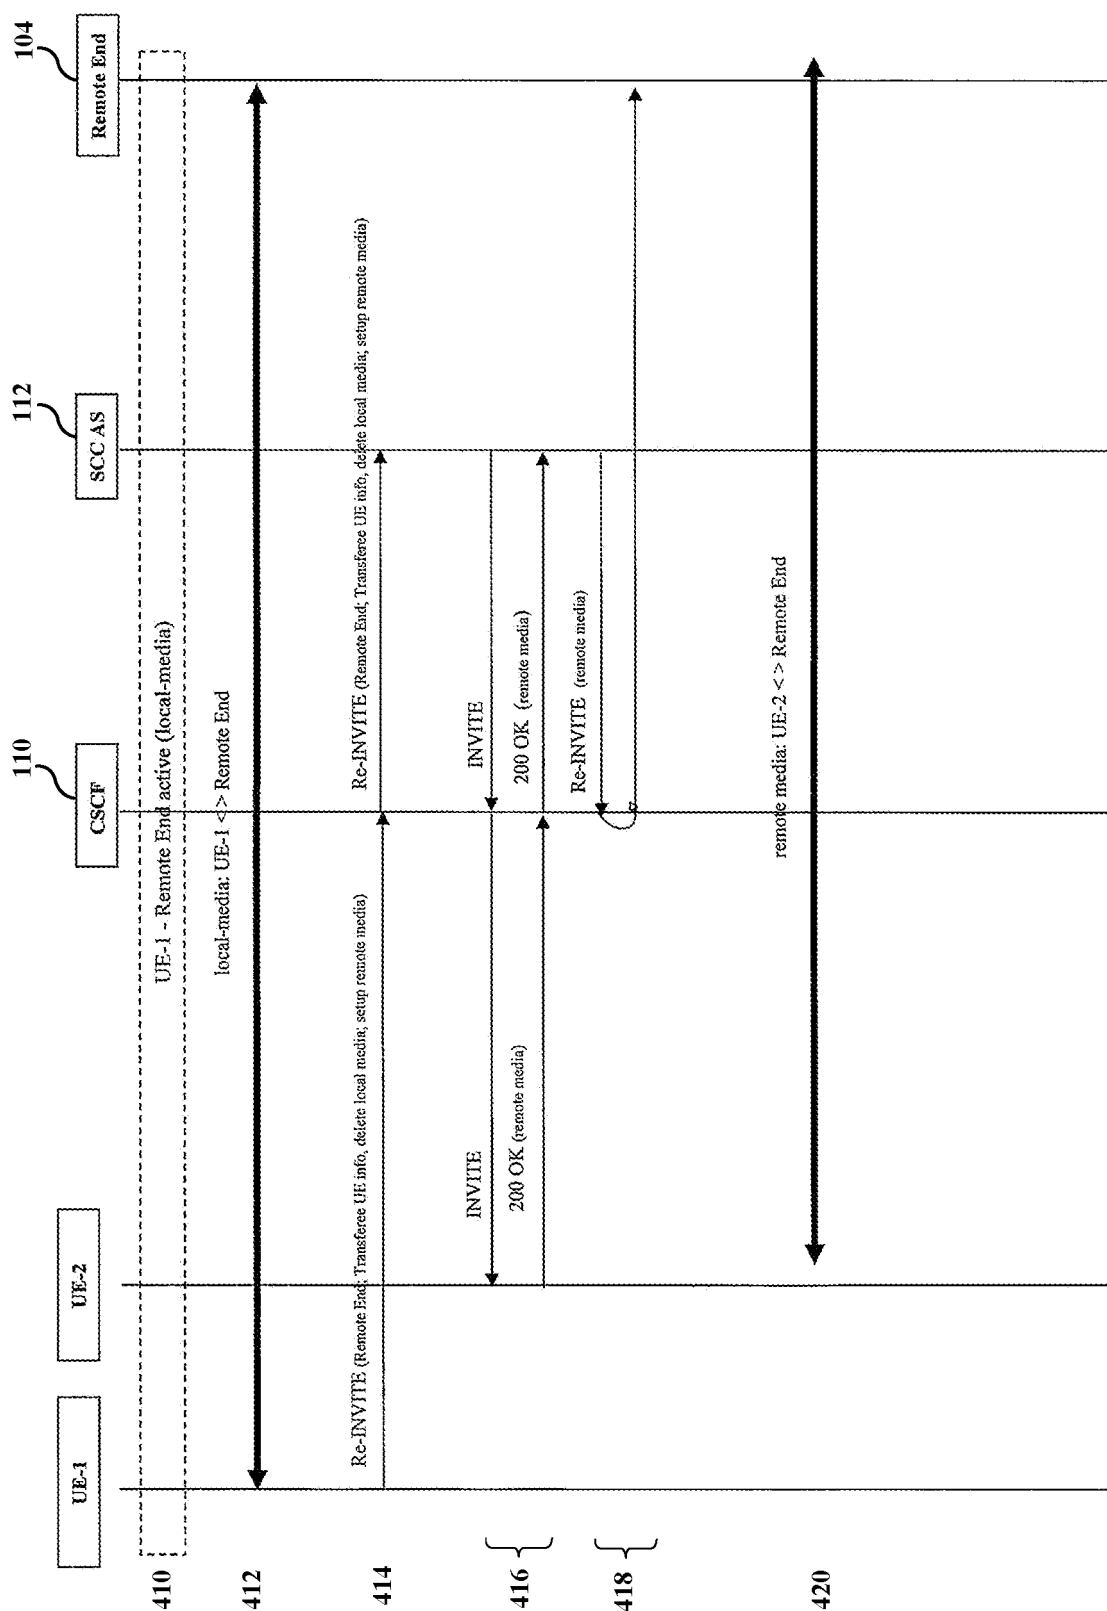 104
112
110
Remote End
SCC AS
CSCF
UE-2
UE-1
410
UE-1 - Remote End active (local-media)
412
local-media: UE-1 <> Remote End
414
Re-INVITE (Remote End; Transferee UE info, delete local media; setup remote media)
Re-INVITE (Remote End; Transferee UE info, delete local media; setup remote media)
416
INVITE
INVITE
200 OK (remote media)
200 OK (remote media)
418
Re-INVITE (remote media)
420
remote media: UE-2 < > Remote End